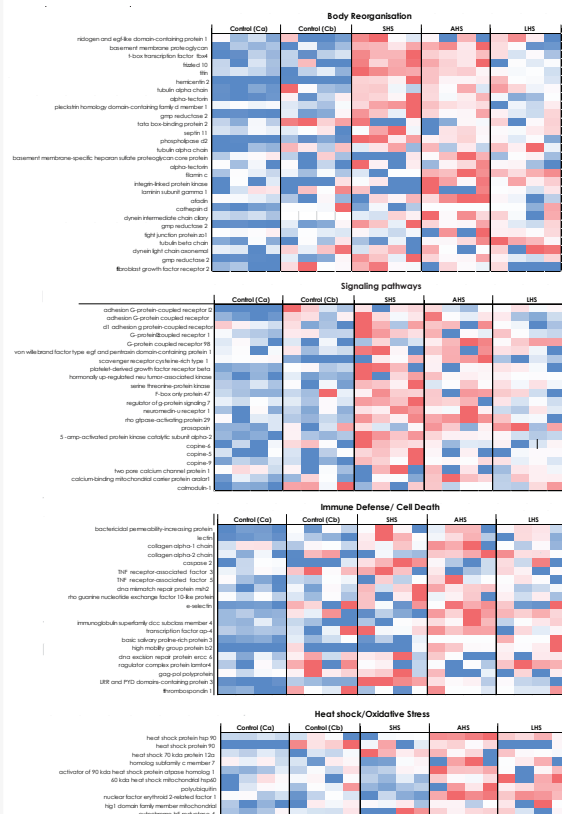 Body Reorganisation
Control (Ca) Control (Cb) SHS AHS LHS
nidogen and egf-like domain-containing protein 1
basement membrane proteoglycan
t-box transcription factor tbx4
frizzled 10
titin
hemicentin 2
tubulin alpha chain
alpha-tectorin
pleckstrin homology domain-containing family d member 1
gmp reductase 2
tata box-binding protein 2
septin 11
phospholipase d2
tubulin alpha chain
basement membrane-specific heparan sulfate proteoglycan core protein
alpha-tectorin
filamin c
integrin-linked protein kinase
laminin subunit gamma 1
afadin
cathepsin d
dynein intermediate chain ciliary
gmp reductase 2
tight junction protein zo1
tubulin beta chain
dynein light chain axonemal
gmp reductase 2
fibroblast growth factor receptor 2
Signaling pathways
Control (Ca) Control (Cb) SHS AHS LHS
adhesion G-protein coupled receptor l2
adhesion G-protein coupled receptor
d1 adhesion g protein-coupled receptor
G-protein coupled receptor 1
G-protein coupled receptor 98
von willebrand factor type egf and pentraxin domain-containing protein 1
scavenger receptor cysteine-rich type 1
platelet-derived growth factor receptor beta
hormonally up-regulated neu tumor-associated kinase
serine threonine-protein kinase
F-box only protein 47
regulator of g-protein signaling 7
neuromedin-u receptor 1
rho gtpase-activating protein 29
prosaposin
5 -amp-activated protein kinase catalytic subunit alpha-2
copine-6
copine-5
copine-9
two pore calcium channel protein 1
calcium-binding mitochondrial carrier protein aralar1
calmodulin-1
Immune Defense/ Cell Death
Control (Ca) Control (Cb) SHS AHS LHS
bactericidal permeability-increasing protein
lectin
collagen alpha-1 chain
collagen alpha-2 chain
caspase 2
TNF receptor-associated factor 3
TNF receptor-associated factor 5
dna mismatch repair protein msh2
rho guanine nucleotide exchange factor 10-like protein
e-selectin
immunoglobulin superfamily dcc subclass member 4
transcription factor ap-4
basic salivary proline-rich protein 3
high mobility group protein b2
dna excision repair protein ercc 6
ragulator complex protein lamtor4
gag-pol polyprotein
LRR and PYD domains-containing protein 3
thrombospondin 1
Heat shock/Oxidative Stress
Control (Ca) Control (Cb) SHS AHS LHS
heat shock protein hsp 90
heat shock protein 90
heat shock 70 kda protein 12a
homolog subfamily c member 7
activator of 90 kda heat shock protein atpase homolog 1
60 kda heat shock mitochondrial hsp60
polyubiquitin
nuclear factor erythroid 2-related factor 1
hig1 domain family member mitochondrial